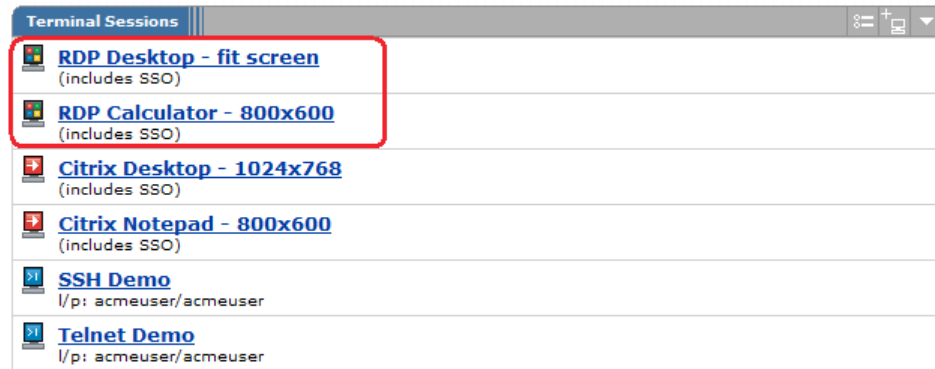 Terminal Sessions
RDP Desktop - fit screen
(includes SSO)
RDP Calculator - 800x600
(includes SSO)
Citrix Desktop - 1024x768
(includes SSO)
Citrix Notepad - 800x600
(includes SSO)
SSH Demo
l/p: acmeuser/acmeuser
Telnet Demo
l/p: acmeuser/acmeuser